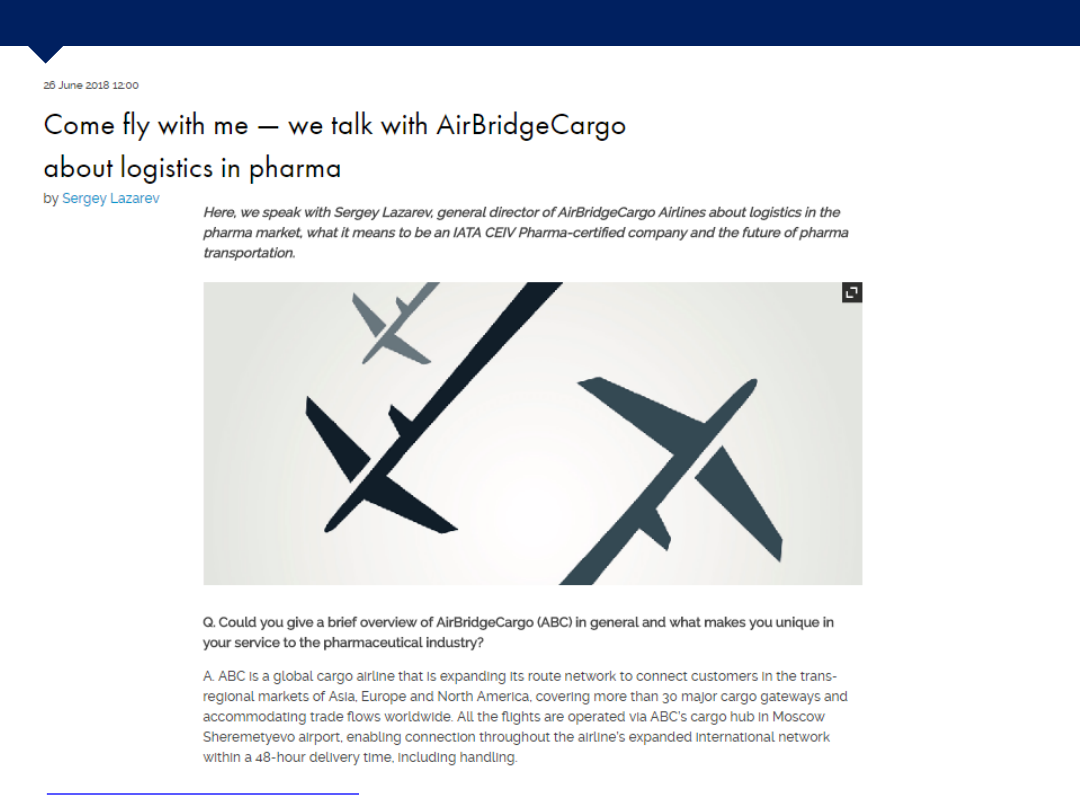 26 June 2018 12:00
Come fly with me — we talk with AirBridgeCargo
about logistics in pharma
by Sergey Lazarev
Here, we speak with Sergey Lazarev, general director of AirBridgeCargo Airlines about logistics in the
pharma market, what it means to be an IATA CEIV Pharma-certified company and the future of pharma
transportation.
Q. Could you give a brief overview of AirBridgeCargo (ABC) in general and what makes you unique in
your service to the pharmaceutical industry?
A. ABC is a global cargo airline that is expanding its route network to connect customers in the trans-
regional markets of Asia, Europe and North America, covering more than 30 major cargo gateways and
accommodating trade flows worldwide. All the flights are operated via ABC's cargo hub in Moscow
Sheremetyevo airport, enabling connection throughout the airline's expanded international network
within a 48-hour delivery time, including handling.